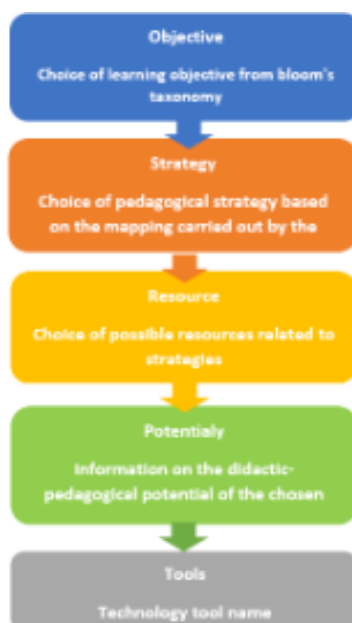 Objective
Choice of learning objective from bloom's
taxonomy
Strategy
Choice of pedagogical strategy based
on the mapping carried out by the
Resource
Choice of possible resources related to
strategies
Potentialy
Information on the didactic-
pedagogical potential of the chosen
Tools
Technology tool name